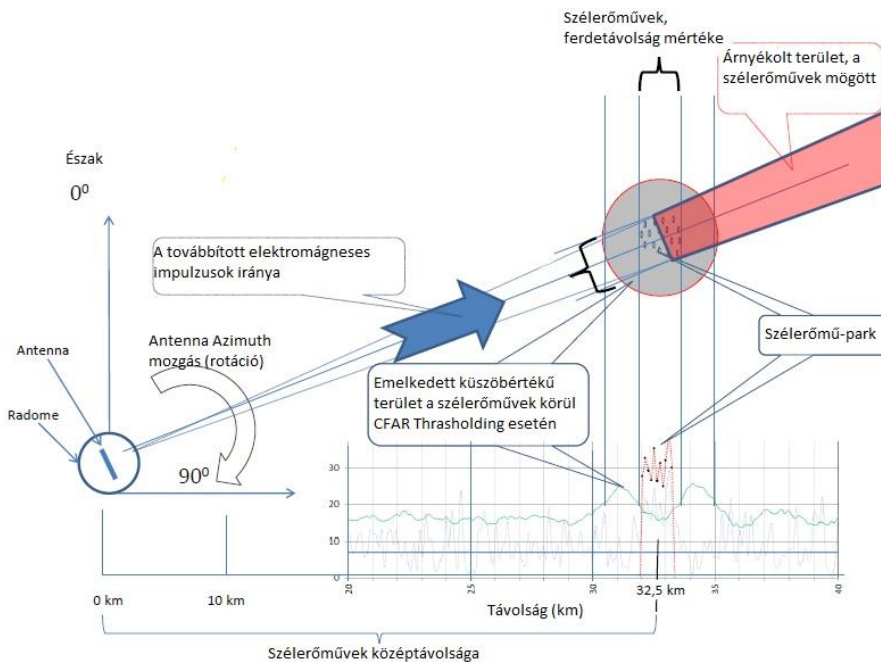 Szélerőművek,
ferdetávolság mértéke
Árnyékolt terület, a
szélerőművek mögött
Észak
0⁰
A továbbított elektromágneses
impulzusok iránya
Antenna Azimuth
mozgás (rotáció)
Antenna
Radome
90⁰
Szélerőmű-park
Emelkedett küszöbértékű
terület a szélerőművek körül
CFAR Thrasholding esetén
30
20
10
0
20
25
30
35
40
0 km
10 km
32,5 km
Távolság (km)
Szélerőművek középtávolsága